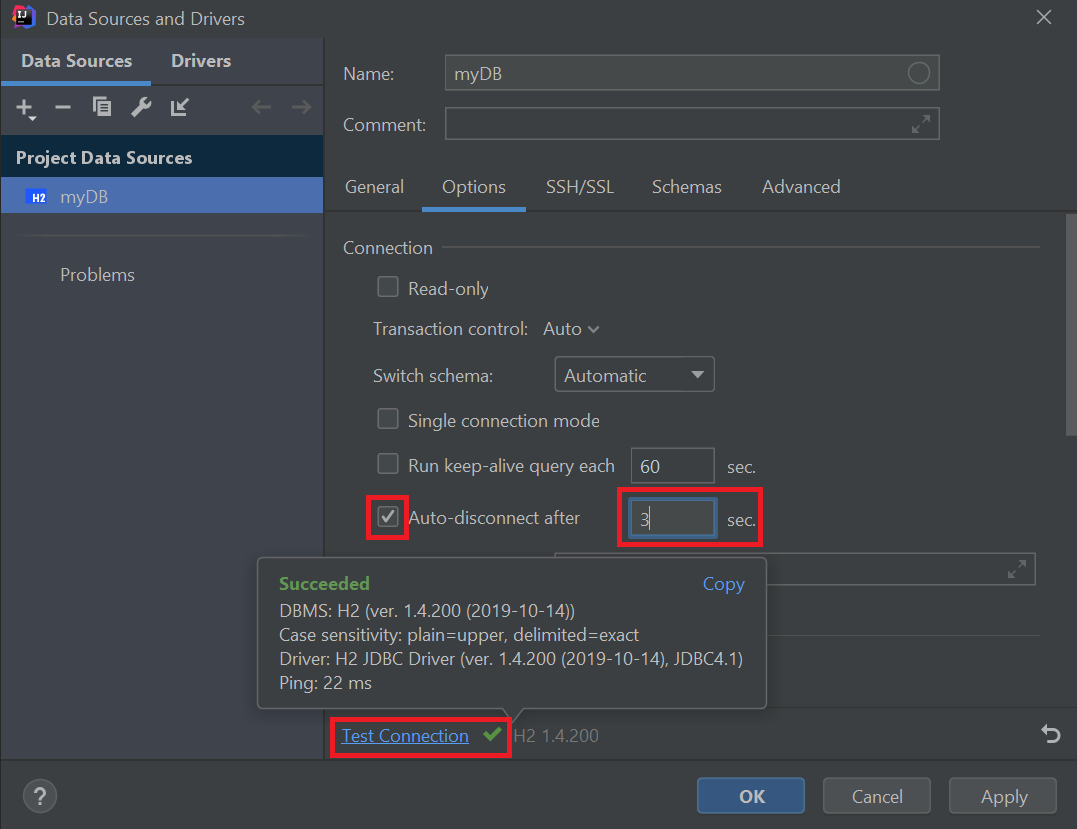 Data Sources and Drivers
Data Sources Drivers
Name: myDB
Comment:
Project Data Sources
H2 myDB
Problems
General Options SSH/SSL Schemas Advanced
Connection
Read-only
Transaction control: Auto
Switch schema: Automatic
Single connection mode
Run keep-alive query each 60 sec.
Auto-disconnect after 3 sec.
Succeeded Copy
DBMS: H2 (ver. 1.4.200 (2019-10-14))
Case sensitivity: plain=upper, delimited=exact
Driver: H2 JDBC Driver (ver. 1.4.200 (2019-10-14), JDBC4.1)
Ping: 22 ms
Test Connection H2 1.4.200
? OK Cancel Apply